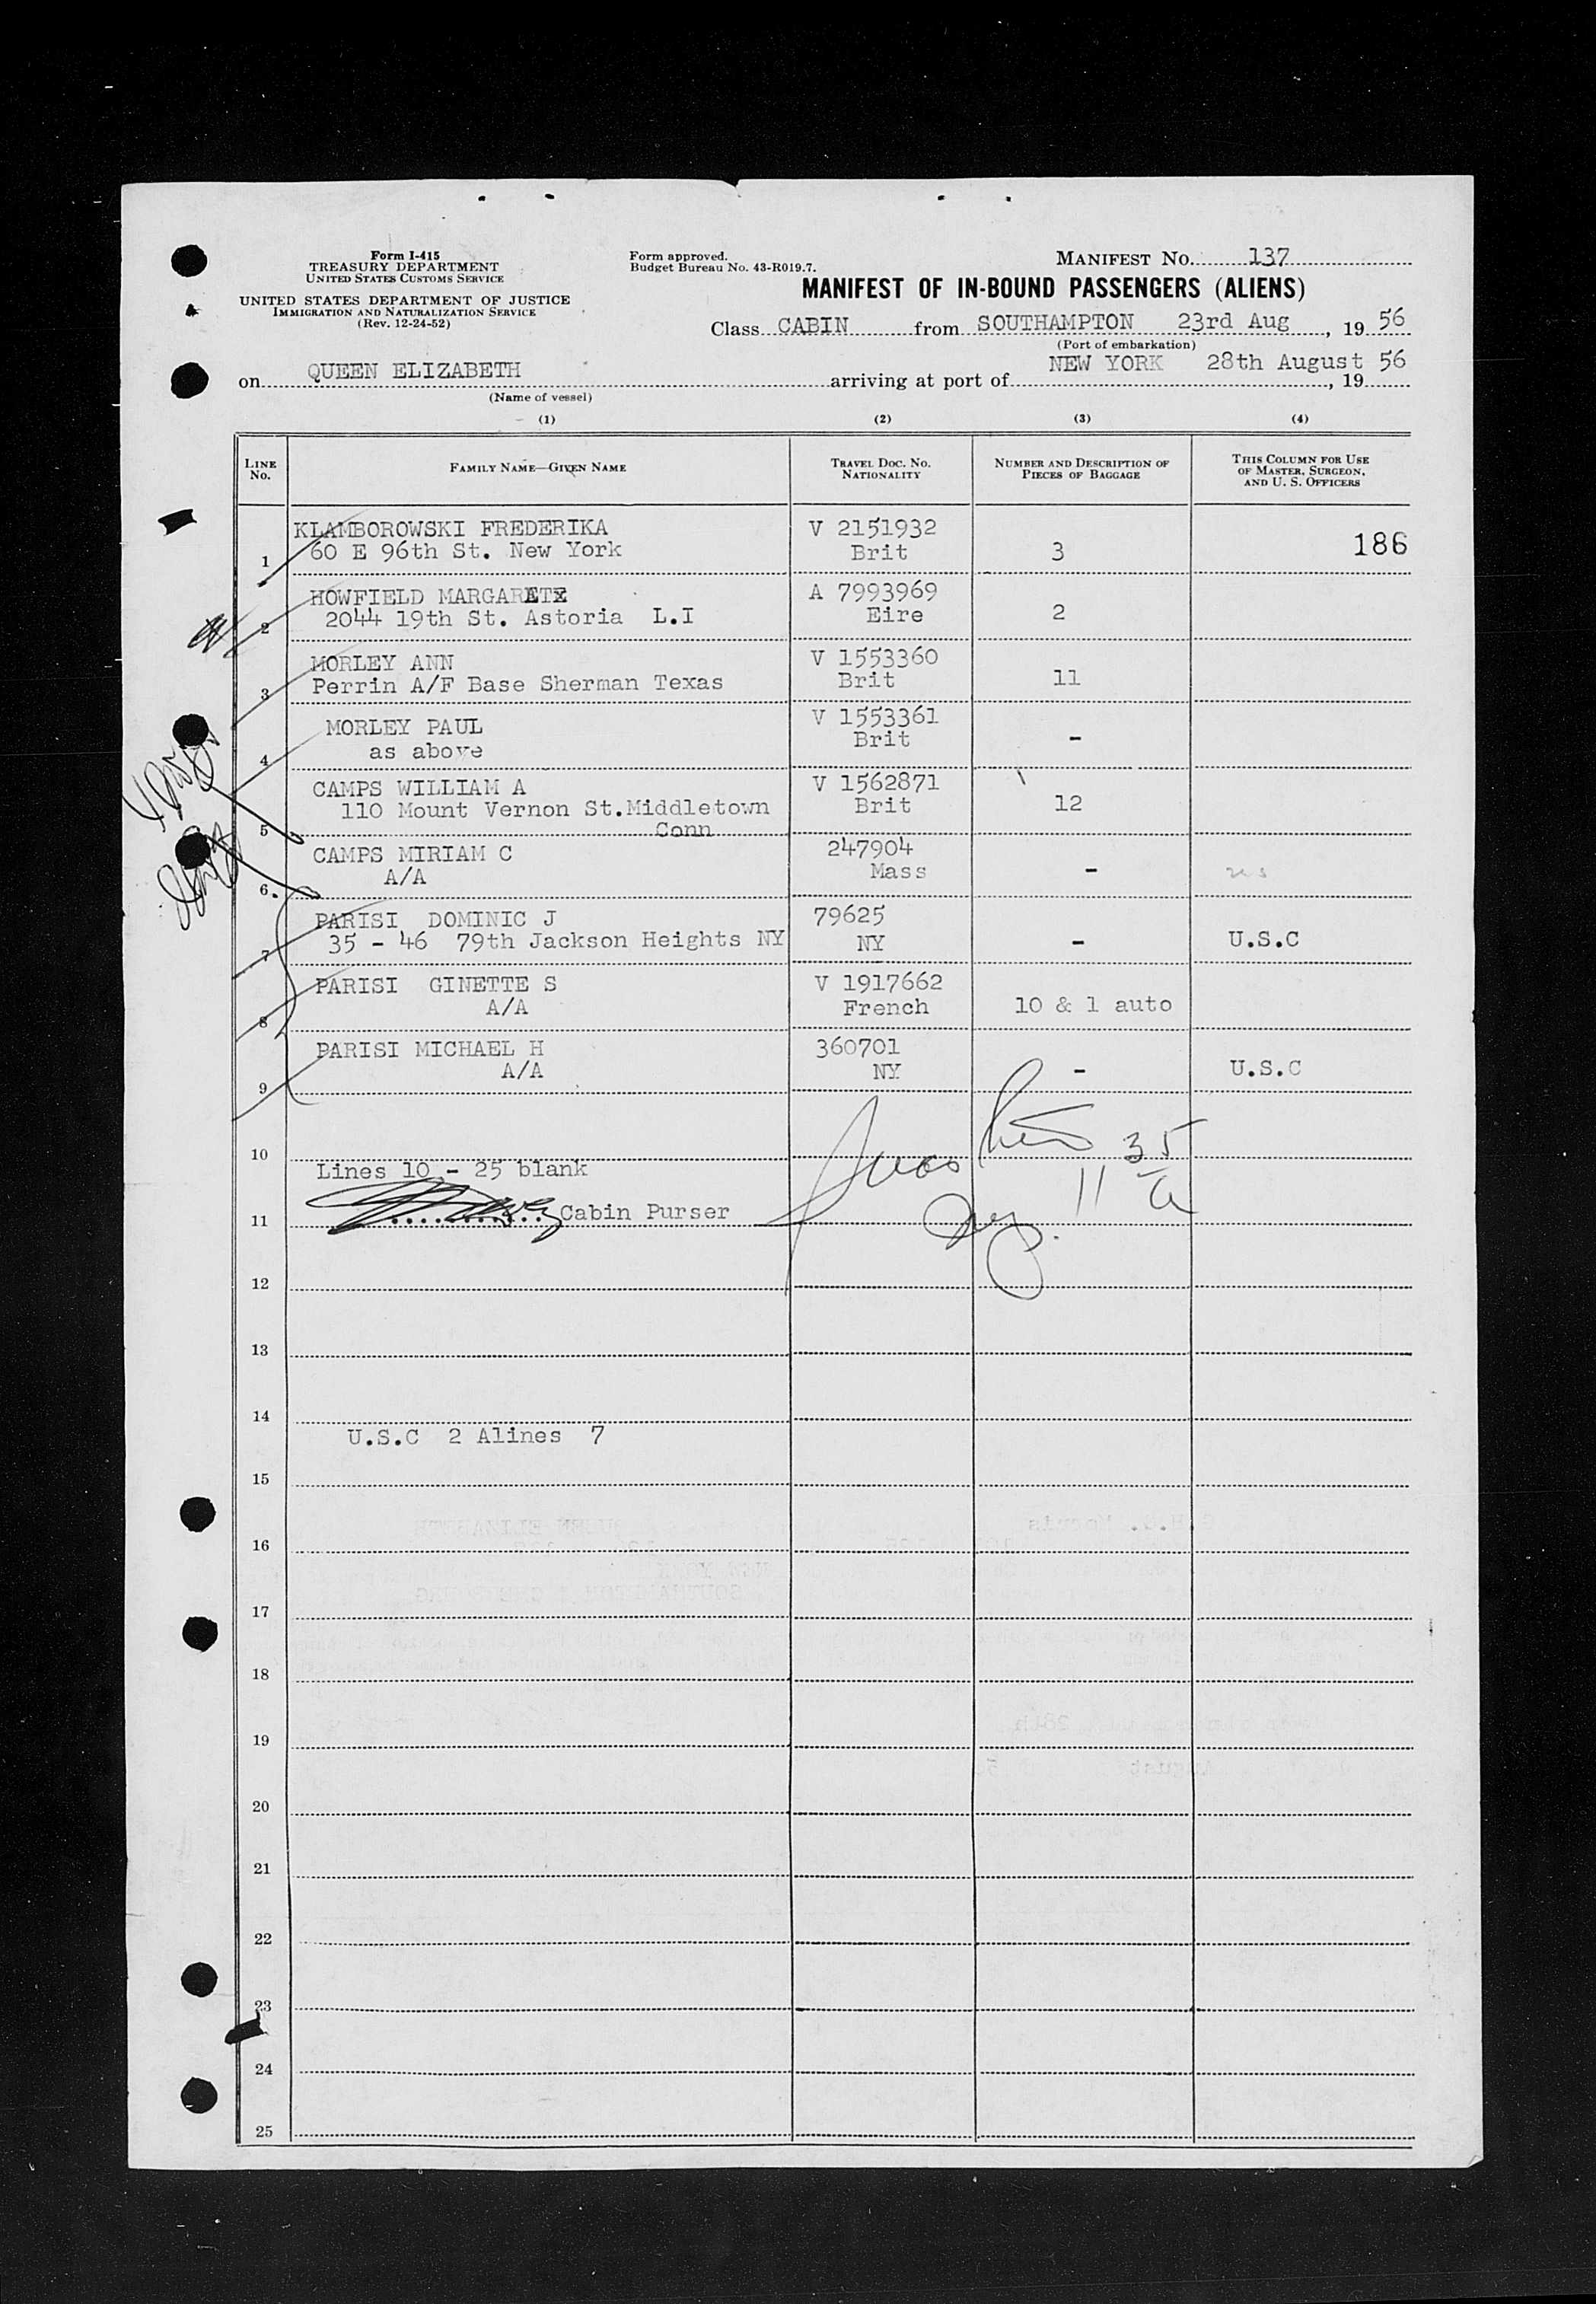 Form I-415
TREASURY DEPARTMENT
UNITED STATES CUSTOMS SERVICE
UNITED STATES DEPARTMENT OF JUSTICE
IMMIGRATION AND NATURALIZATION SERVICE
(Rev. 12-24-52)
Form approved.
Budget Bureau No. 43-R019.7.
MANIFEST No. 137
MANIFEST OF IN-BOUND PASSENGERS (ALIENS)
Class CABIN from SOUTHAMPTON 23rd Aug , 19 56
(Port of embarkation)
on QUEEN ELIZABETH arriving at port of NEW YORK 28th August , 19 56
(Name of vessel)
(1) (2) (3) (4)
LINE No. FAMILY NAME—GIVEN NAME TRAVEL DOC. NO. NATIONALITY NUMBER AND DESCRIPTION OF PIECES OF BAGGAGE THIS COLUMN FOR USE OF MASTER, SURGEON, AND U. S. OFFICERS
KLAMBOROWSKI FREDERIKA V 2151932
1 60 E 96th St. New York Brit 3 186
HOWFIELD MARGARET A 7993969
2 2044 19th St. Astoria L.I Eire 2
MORLEY ANN V 1553360
3 Perrin A/F Base Sherman Texas Brit 11
MORLEY PAUL V 1553361
4 as above Brit -
CAMPS WILLIAM A V 1562871
5 110 Mount Vernon St.Middletown Brit 12
Conn
CAMPS MIRIAM C 247904
6 A/A Mass - us
PARISI DOMINIC J 79625
7 35 - 46 79th Jackson Heights NY NY - U.S.C
PARISI GINETTE S V 1917662
8 A/A French 10 & 1 auto
PARISI MICHAEL H 360701
9 A/A NY - U.S.C
10
Lines 10 - 25 blank
11 ............ Cabin Purser
12
13
14
U.S.C 2 Alines 7
15
16
17
18
19
20
21
22
23
24
25